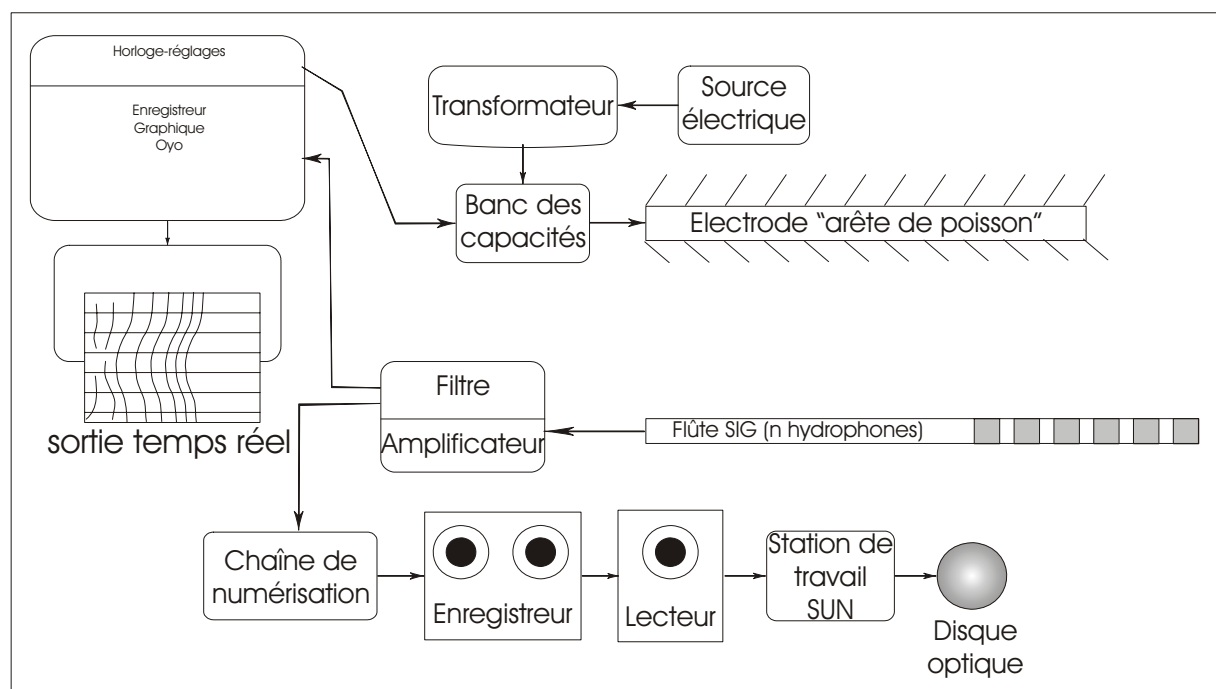 Horloge-réglages
Enregistreur
Graphique
Oyo
Transformateur
Source
électrique
Banc des
capacités
Electrode “arête de poisson“
sortie temps réel
Filtre
Amplificateur
Flûte SIG (n hydrophones)
Chaîne de
numérisation
Enregistreur
Lecteur
Station de
travail
SUN
Disque
optique